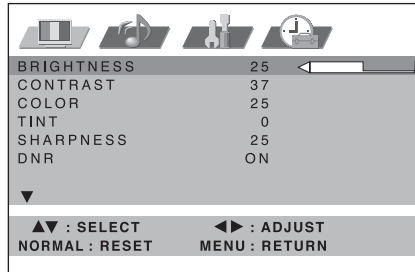 BRIGHTNESS 25
CONTRAST 37
COLOR 25
TINT 0
SHARPNESS 25
DNR ON
▼
▲▼ : SELECT ◀▶ : ADJUST
NORMAL : RESET MENU : RETURN